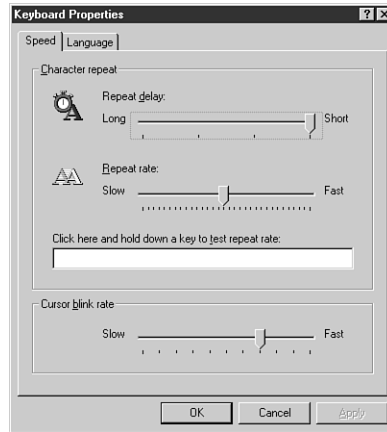 Keyboard Properties
Speed Language
Character repeat
Repeat delay:
Long Short
Repeat rate:
Slow Fast
Click here and hold down a key to test repeat rate:
Cursor blink rate
Slow Fast
OK Cancel Apply